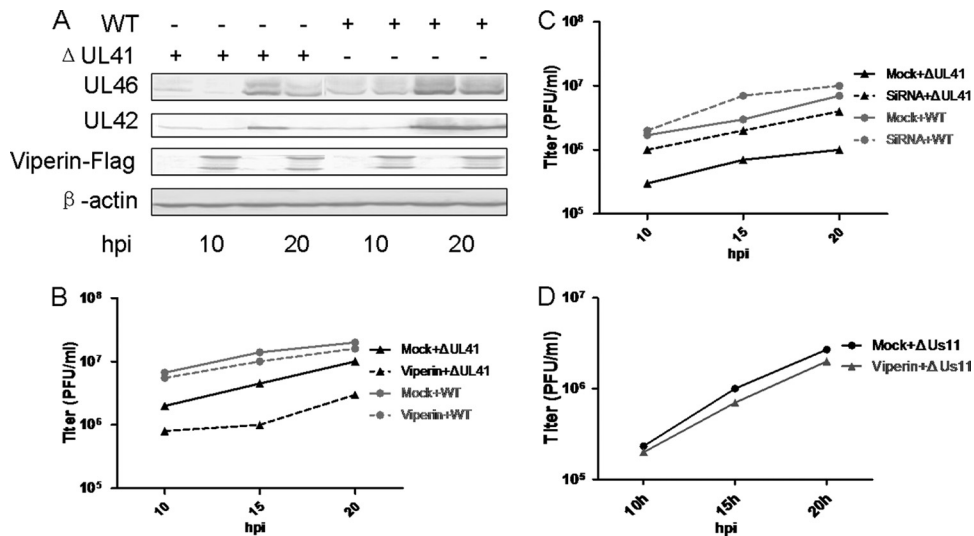 A
WT - - - - + + + +
Δ UL41 + + + + - - - -
UL46
UL42
Viperin-Flag
β-actin
hpi 10 20 10 20
B
Titer (PFU/ml)
10⁸
10⁷
10⁶
10⁵
10 15 20
hpi
Mock+ΔUL41
Viperin+ΔUL41
Mock+WT
Viperin+WT
C
Titer (PFU/ml)
10⁸
10⁷
10⁶
10⁵
10 15 20
hpi
Mock+ΔUL41
SiRNA+ΔUL41
Mock+WT
SiRNA+WT
D
Titer (PFU/ml)
10⁷
10⁶
10⁵
10h 15h 20h
hpi
Mock+ΔUs11
Viperin+ΔUs11